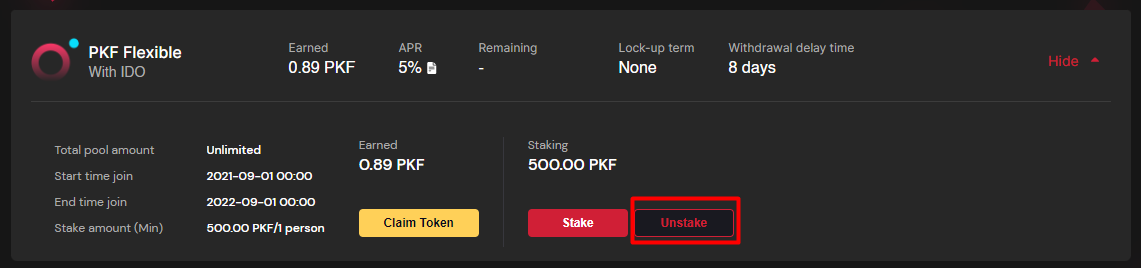 PKF Flexible
With IDO
Earned
0.89 PKF
APR
5%
Remaining
-
Lock-up term
None
Withdrawal delay time
8 days
Hide
Total pool amount Unlimited
Start time join 2021-09-01 00:00
End time join 2022-09-01 00:00
Stake amount (Min) 500.00 PKF/1 person
Earned
0.89 PKF
Claim Token
Staking
500.00 PKF
Stake Unstake